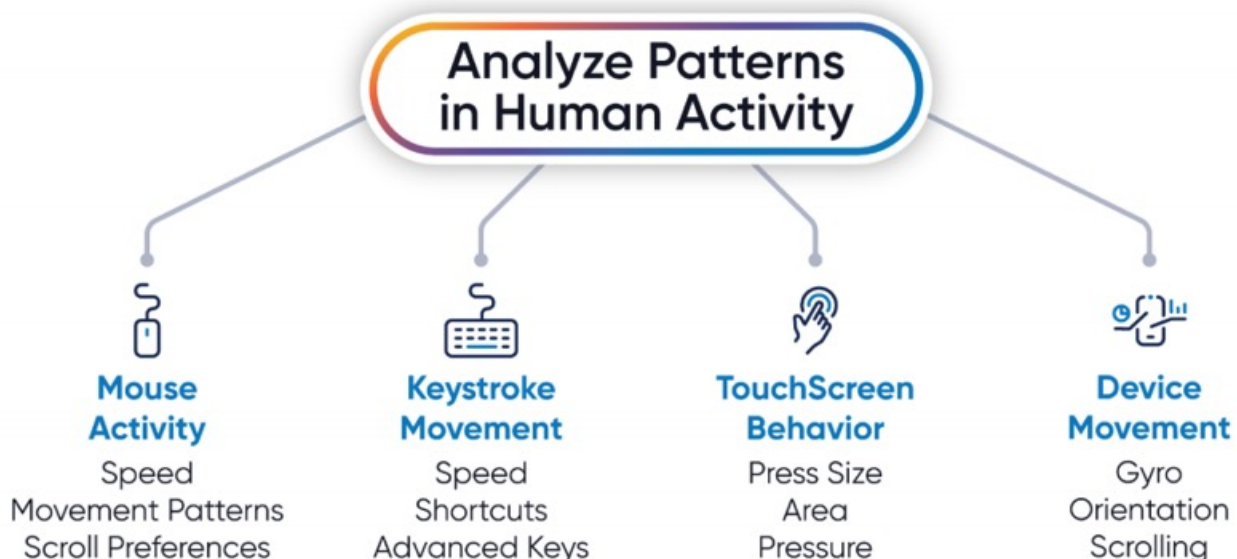 Analyze Patterns
in Human Activity
Mouse
Activity
Speed
Movement Patterns
Scroll Preferences
Keystroke
Movement
Speed
Shortcuts
Advanced Keys
TouchScreen
Behavior
Press Size
Area
Pressure
Device
Movement
Gyro
Orientation
Scrolling